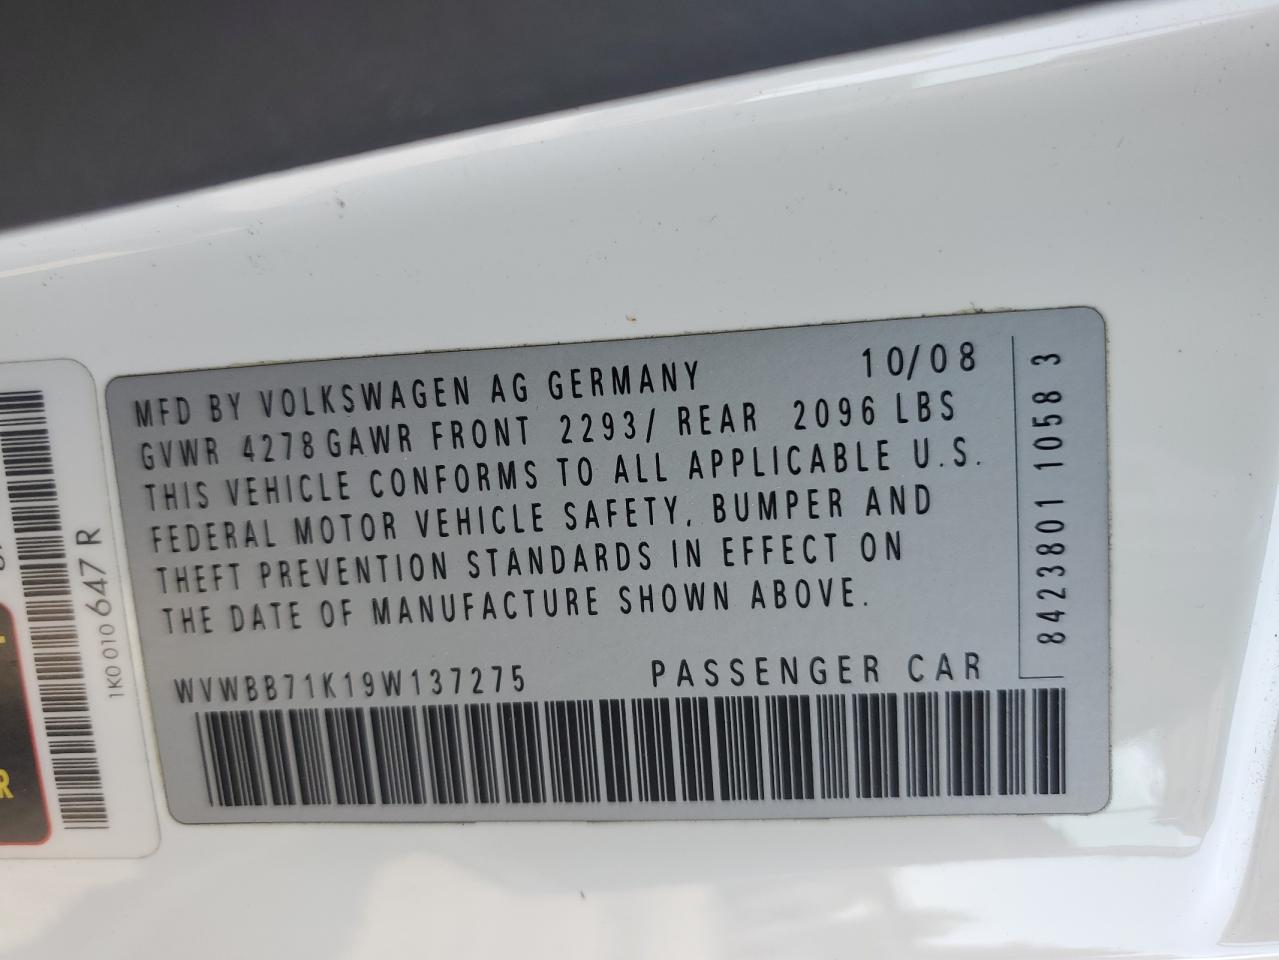 MFD BY VOLKSWAGEN AG GERMANY 10/08
GVWR 4278 GAWR FRONT 2293/ REAR 2096 LBS
THIS VEHICLE CONFORMS TO ALL APPLICABLE U.S.
FEDERAL MOTOR VEHICLE SAFETY, BUMPER AND
THEFT PREVENTION STANDARDS IN EFFECT ON
THE DATE OF MANUFACTURE SHOWN ABOVE.
WVWBB71K19W137275 PASSENGER CAR
8423801 1058 3
1K0 010 647 R